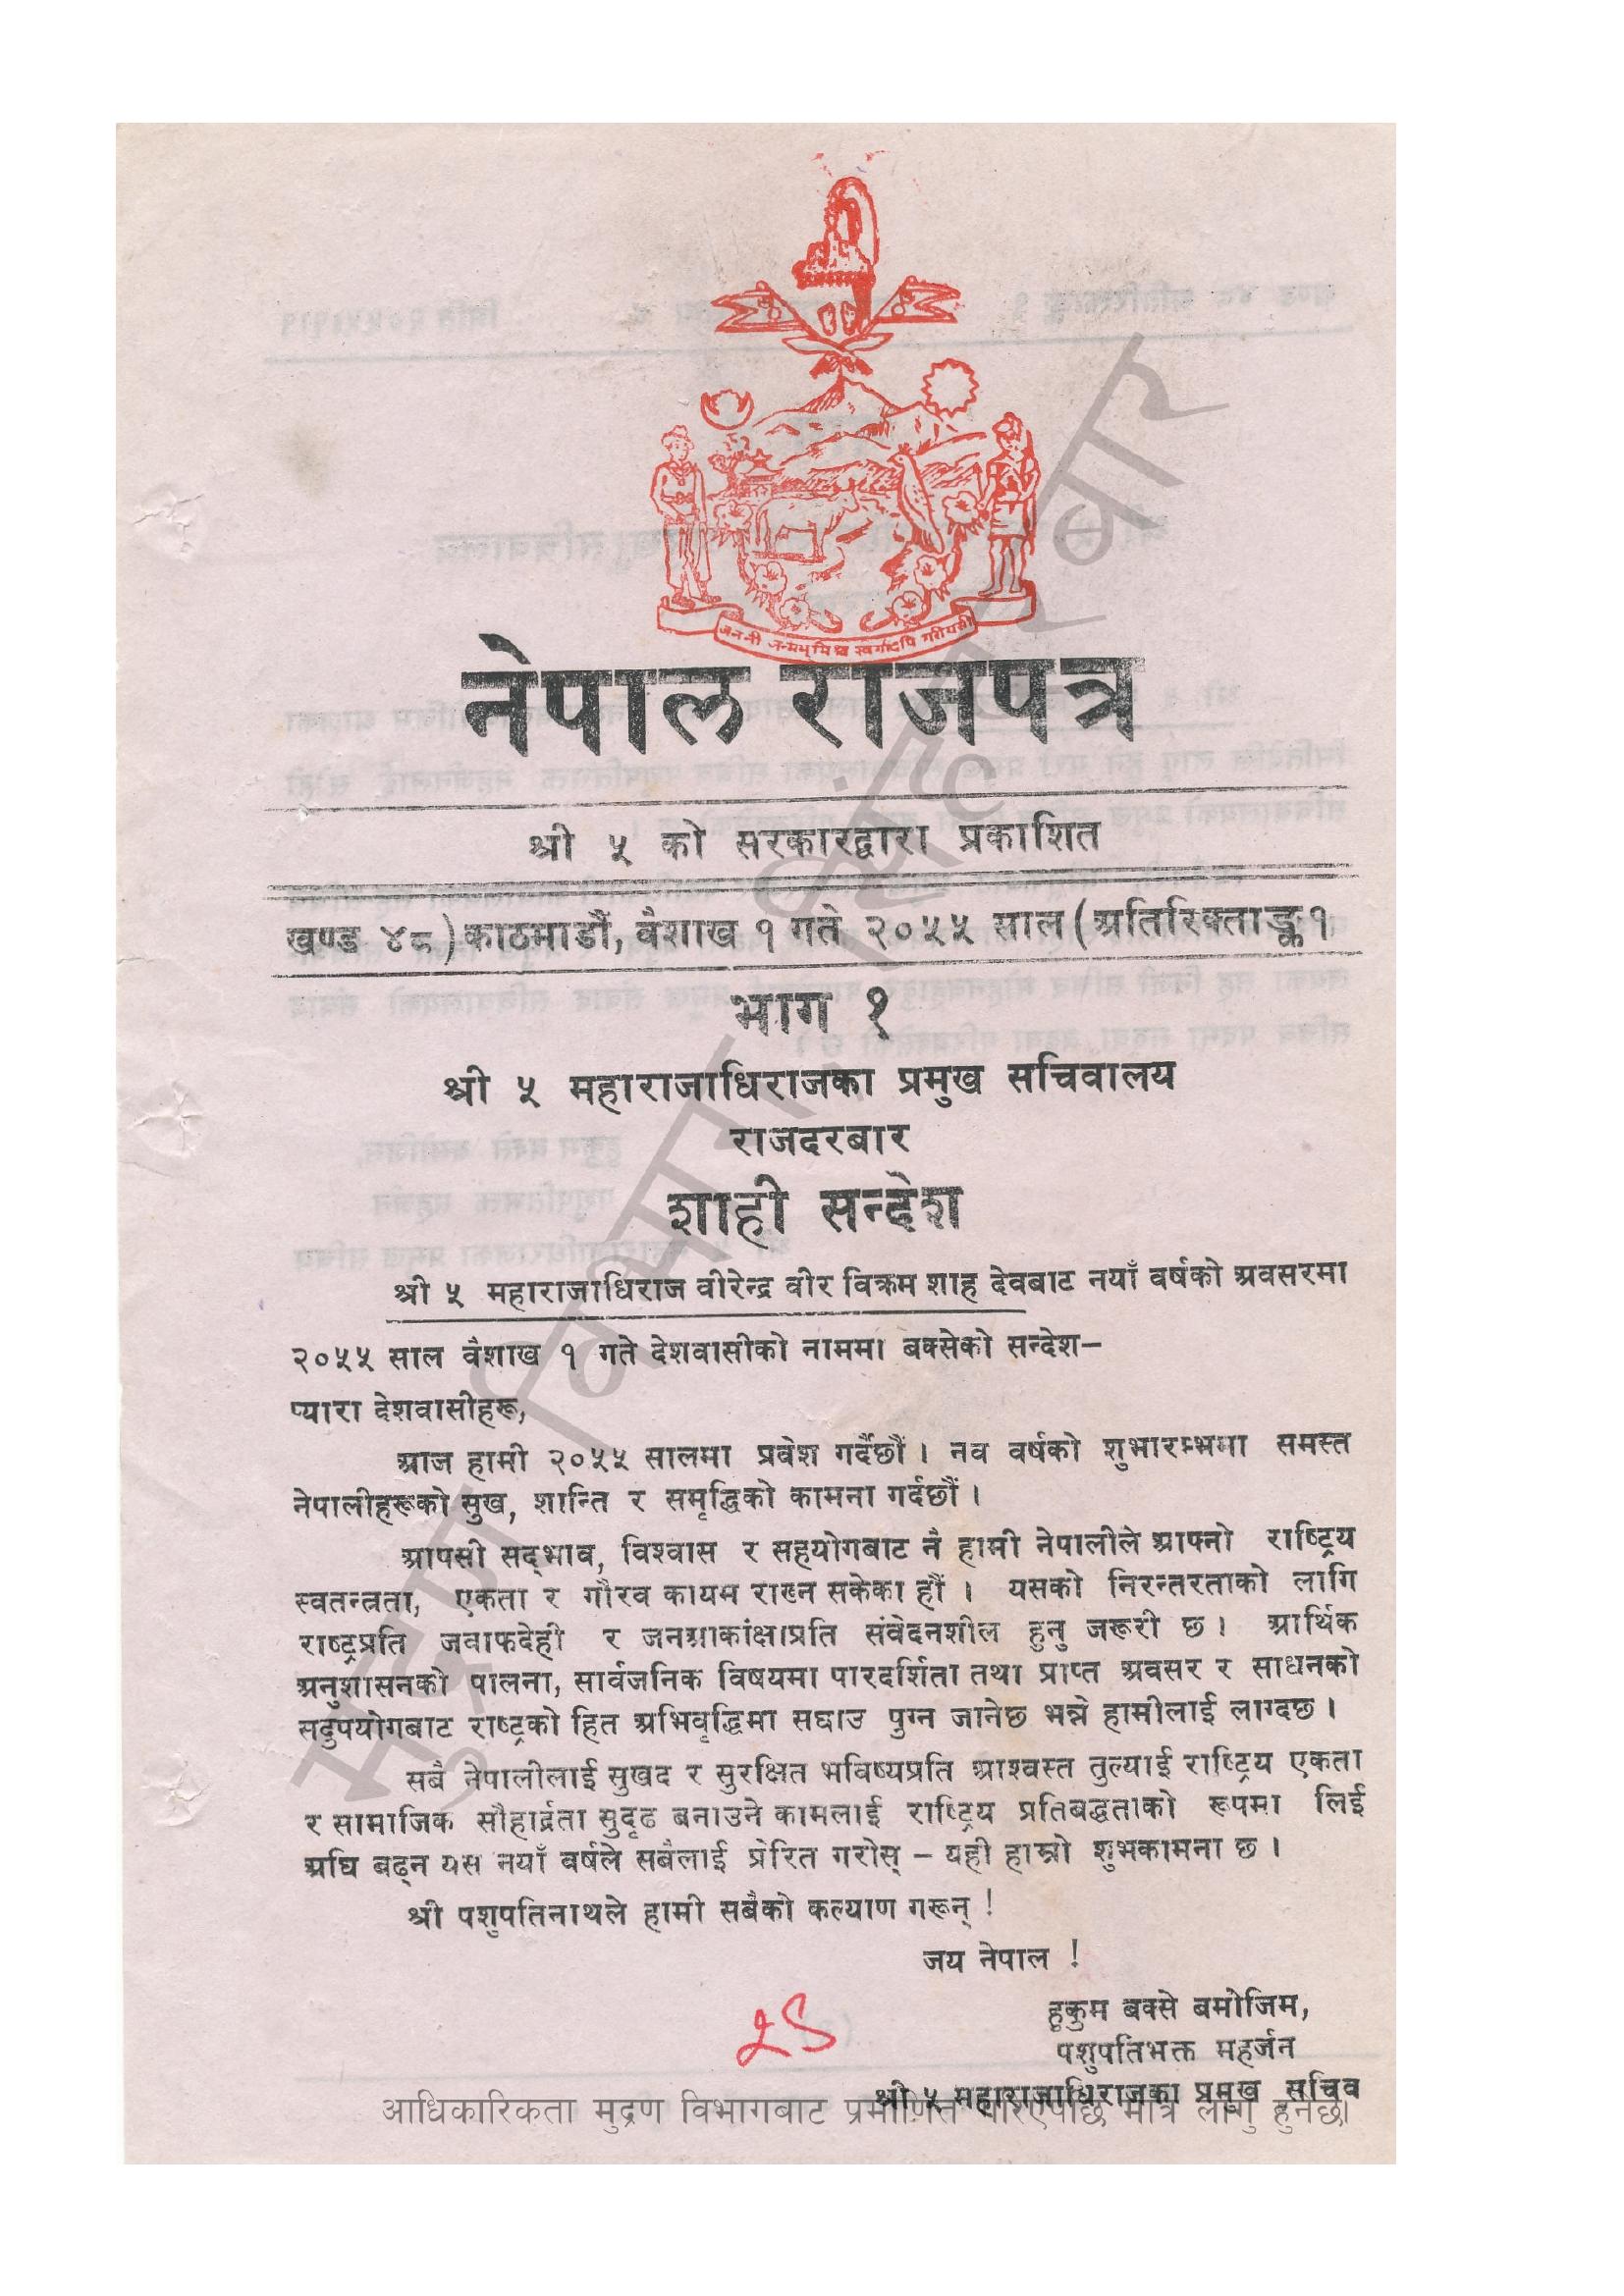 जननी जन्मभूमिश्च स्वर्गादपि गरीयसी
नेपाल राजपत्र
श्री ५ को सरकारद्वारा प्रकाशित
खण्ड ४८) काठमाडौं, वैशाख १ गते २०५५ साल (अतिरिक्ताङ्क १
भाग १
श्री ५ महाराजाधिराजका प्रमुख सचिवालय
राजदरबार
शाही सन्देश
श्री ५ महाराजाधिराज वीरेन्द्र वीर विक्रम शाह देवबाट नयाँ वर्षको अवसरमा
२०५५ साल वैशाख १ गते देशवासीको नाममा बक्सेको सन्देश–
प्यारा देशवासीहरू,
आज हामी २०५५ सालमा प्रवेश गर्दैछौं । नव वर्षको शुभारम्भमा समस्त
नेपालीहरूको सुख, शान्ति र समृद्धिको कामना गर्दछौं ।
आपसी सद्‌भाव, विश्वास र सहयोगबाट नै हामी नेपालीले आफ्नो राष्ट्रिय
स्वतन्त्रता, एकता र गौरव कायम राख्न सकेका हौं । यसको निरन्तरताको लागि
राष्ट्रप्रति जवाफदेही र जनआकांक्षाप्रति संवेदनशील हुनु जरूरी छ । आर्थिक
अनुशासनको पालना, सार्वजनिक विषयमा पारदर्शिता तथा प्राप्त अवसर र साधनको
सदुपयोगबाट राष्ट्रको हित अभिवृद्धिमा सघाउ पुग्न जानेछ भन्ने हामीलाई लाग्दछ ।
सबै नेपालीलाई सुखद र सुरक्षित भविष्यप्रति आश्वस्त तुल्याई राष्ट्रिय एकता
र सामाजिक सौहार्द्रता सुदृढ बनाउने कामलाई राष्ट्रिय प्रतिबद्धताको रूपमा लिई
अघि बढ्न यस नयाँ वर्षले सबैलाई प्रेरित गरोस् – यही हाम्रो शुभकामना छ ।
श्री पशुपतिनाथले हामी सबैको कल्याण गरून् !
जय नेपाल !
हुकुम बक्से बमोजिम,
पशुपतिभक्त महर्जन
श्री ५ महाराजाधिराजका प्रमुख सचिव
आधिकारिकता मुद्रण विभागबाट प्रमाणित गरिएपछि मात्र लागु हुनेछ।